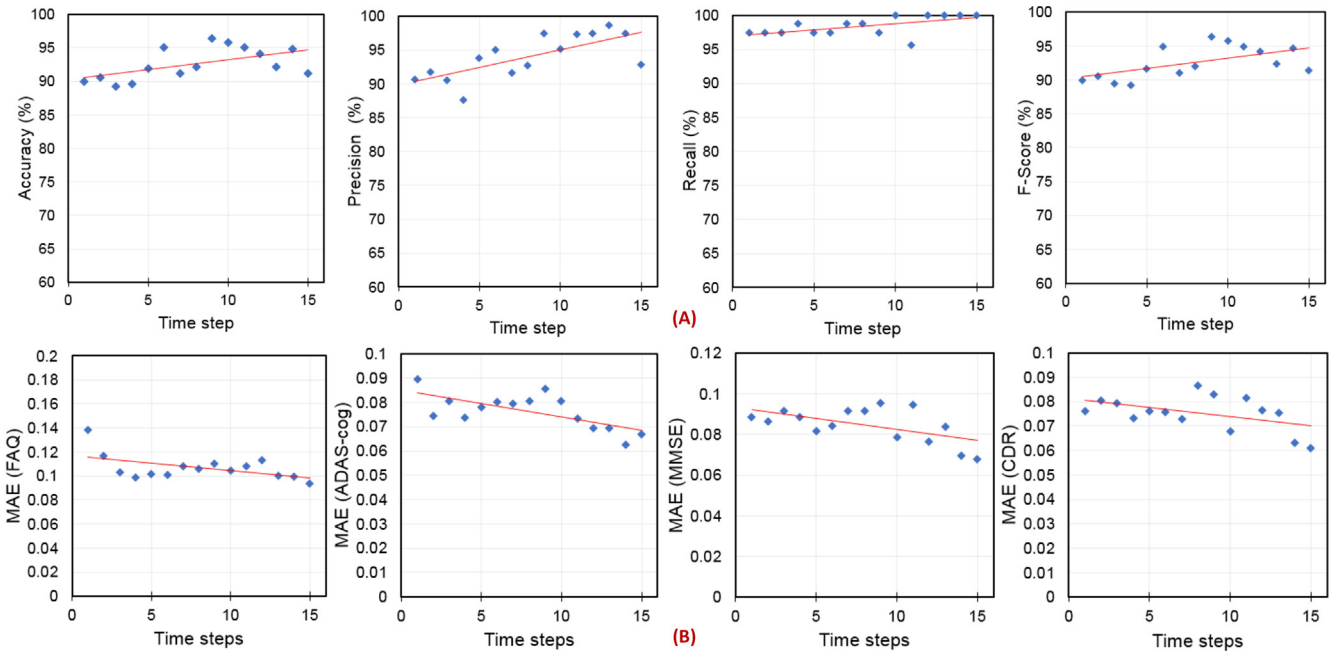 Accuracy (%)
100
95
90
85
80
75
70
65
60
0 5 10 15
Time step
Precision (%)
100
95
90
85
80
75
70
65
60
0 5 10 15
Time step
Recall (%)
100
95
90
85
80
75
70
65
60
0 5 10 15
Time step
F-Score (%)
100
95
90
85
80
75
70
65
60
0 5 10 15
Time step
(A)
MAE (FAQ)
0.2
0.18
0.16
0.14
0.12
0.1
0.08
0.06
0.04
0.02
0
0 5 10 15
Time steps
MAE (ADAS-cog)
0.1
0.09
0.08
0.07
0.06
0.05
0.04
0.03
0.02
0.01
0
0 5 10 15
Time steps
MAE (MMSE)
0.12
0.1
0.08
0.06
0.04
0.02
0
0 5 10 15
Time steps
MAE (CDR)
0.1
0.09
0.08
0.07
0.06
0.05
0.04
0.03
0.02
0.01
0
0 5 10 15
Time steps
(B)